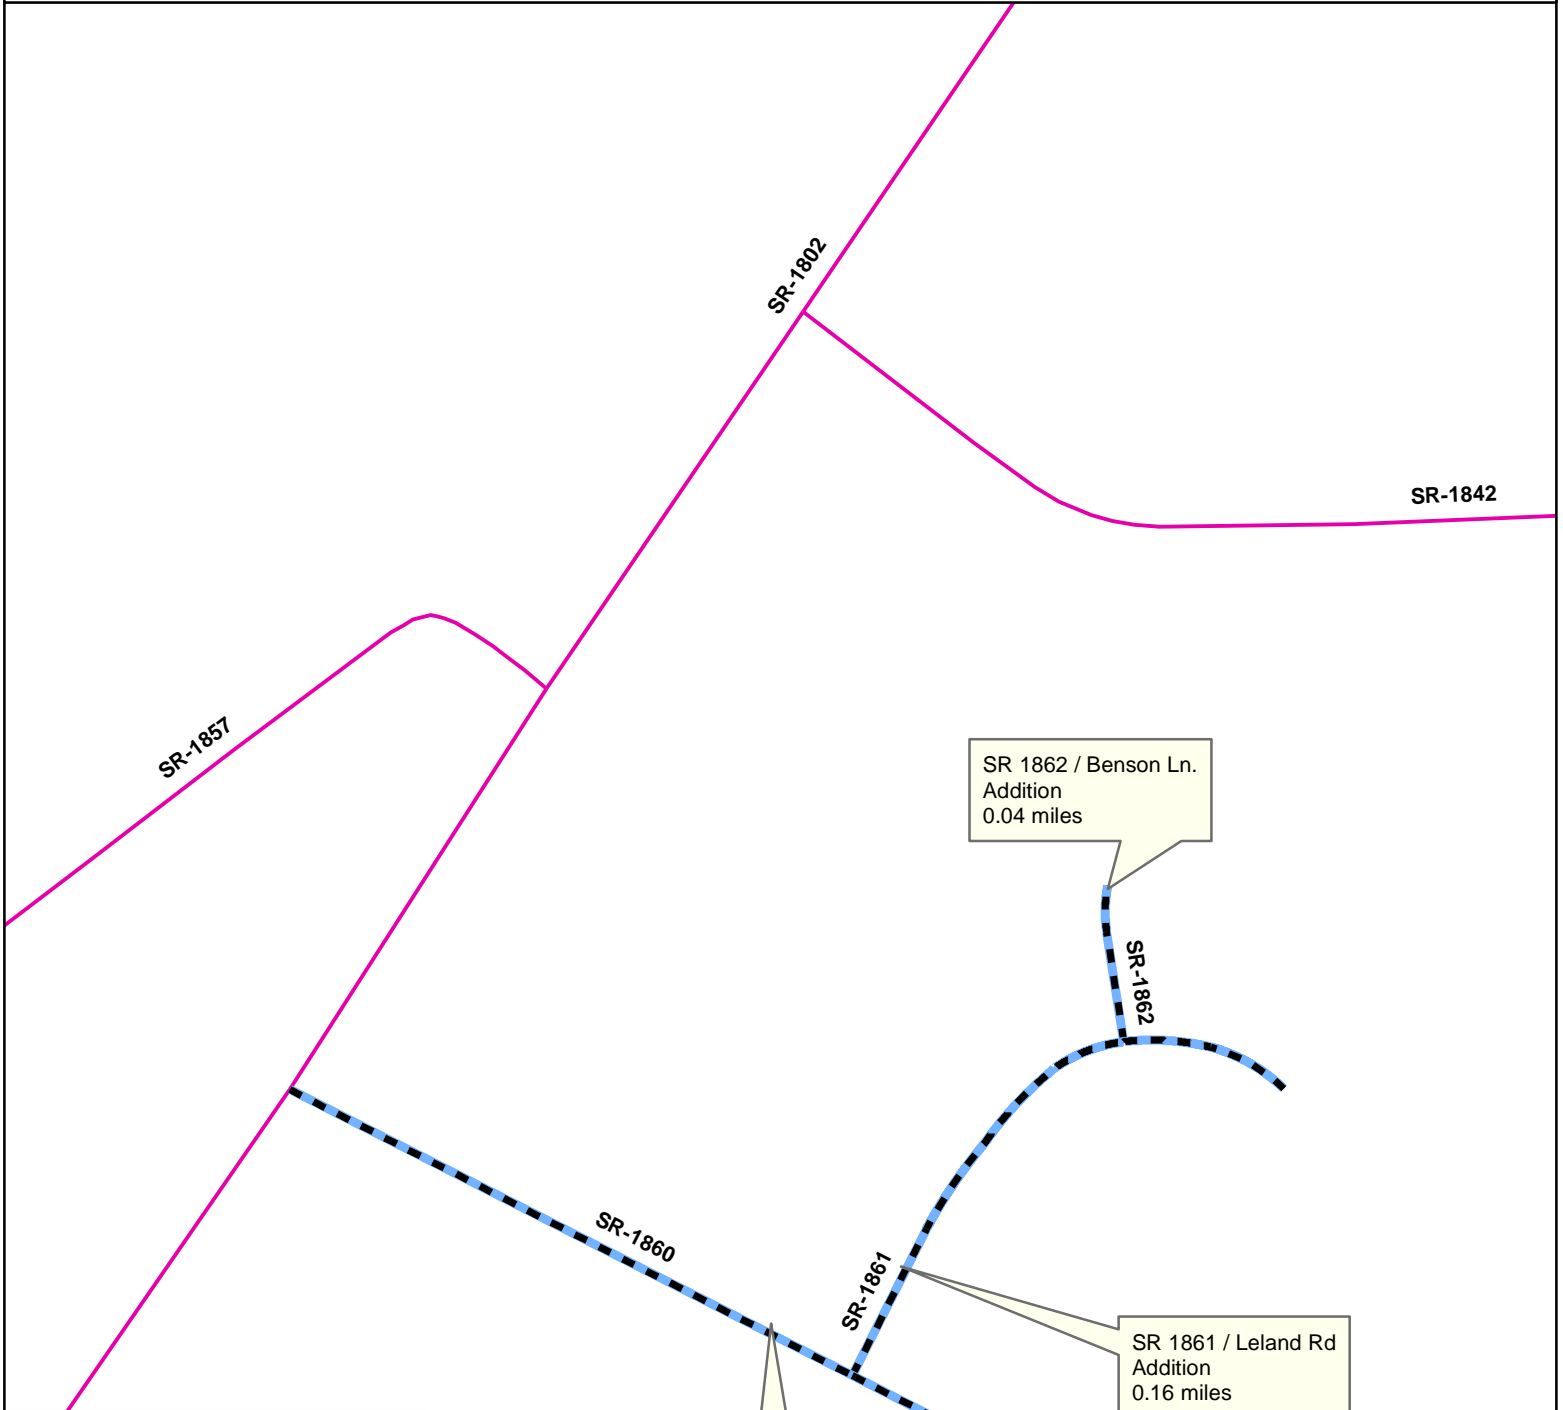 SR-1802
SR-1842
SR-1857
SR 1862 / Benson Ln.
Addition
0.04 miles
SR-1862
SR-1860
SR-1861
SR 1861 / Leland Rd
Addition
0.16 miles